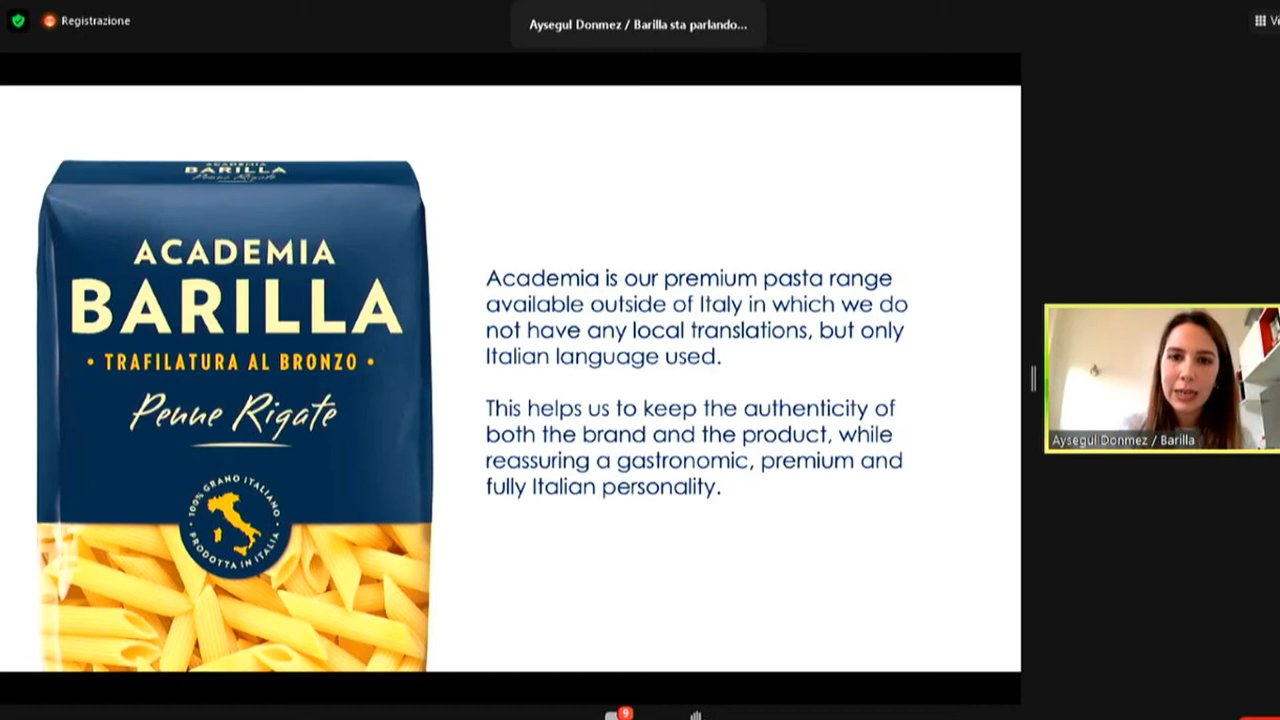 Registrazione
Aysegul Donmez / Barilla sta parlando...
ACADEMIA
BARILLA
Penne Rigate
ACADEMIA
BARILLA
• TRAFILATURA AL BRONZO •
Penne Rigate
• 100% GRANO ITALIANO •
PRODOTTA IN ITALIA
Academia is our premium pasta range
available outside of Italy in which we do
not have any local translations, but only
Italian language used.
This helps us to keep the authenticity of
both the brand and the product, while
reassuring a gastronomic, premium and
fully Italian personality.
Aysegul Donmez / Barilla
9